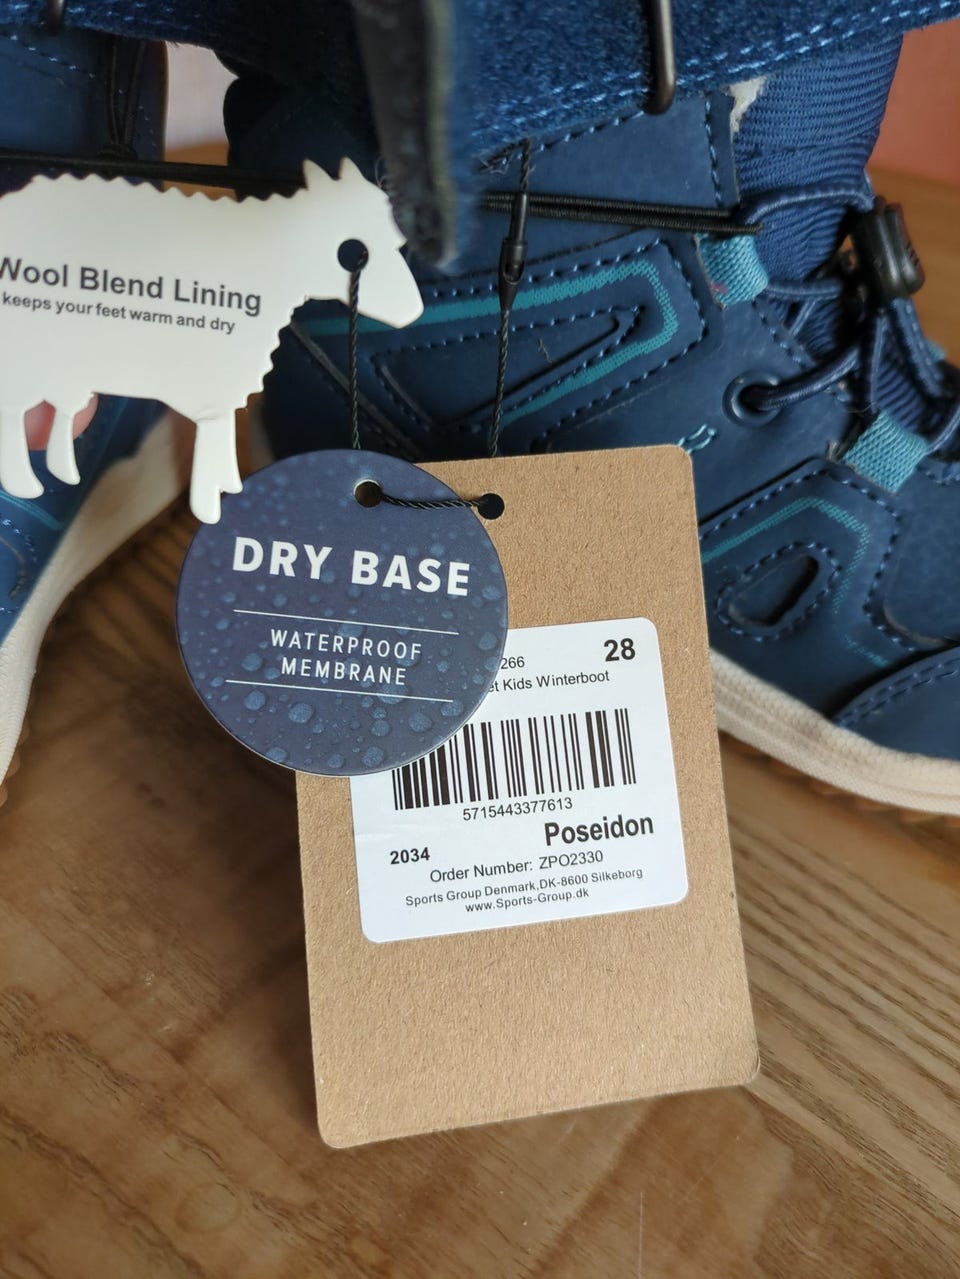 Wool Blend Lining
keeps your feet warm and dry
DRY BASE
WATERPROOF
MEMBRANE
266
28
Kids Winterboot
5715443377613
Poseidon
2034
Order Number: ZPO2330
Sports Group Denmark,DK-8600 Silkeborg
www.Sports-Group.dk